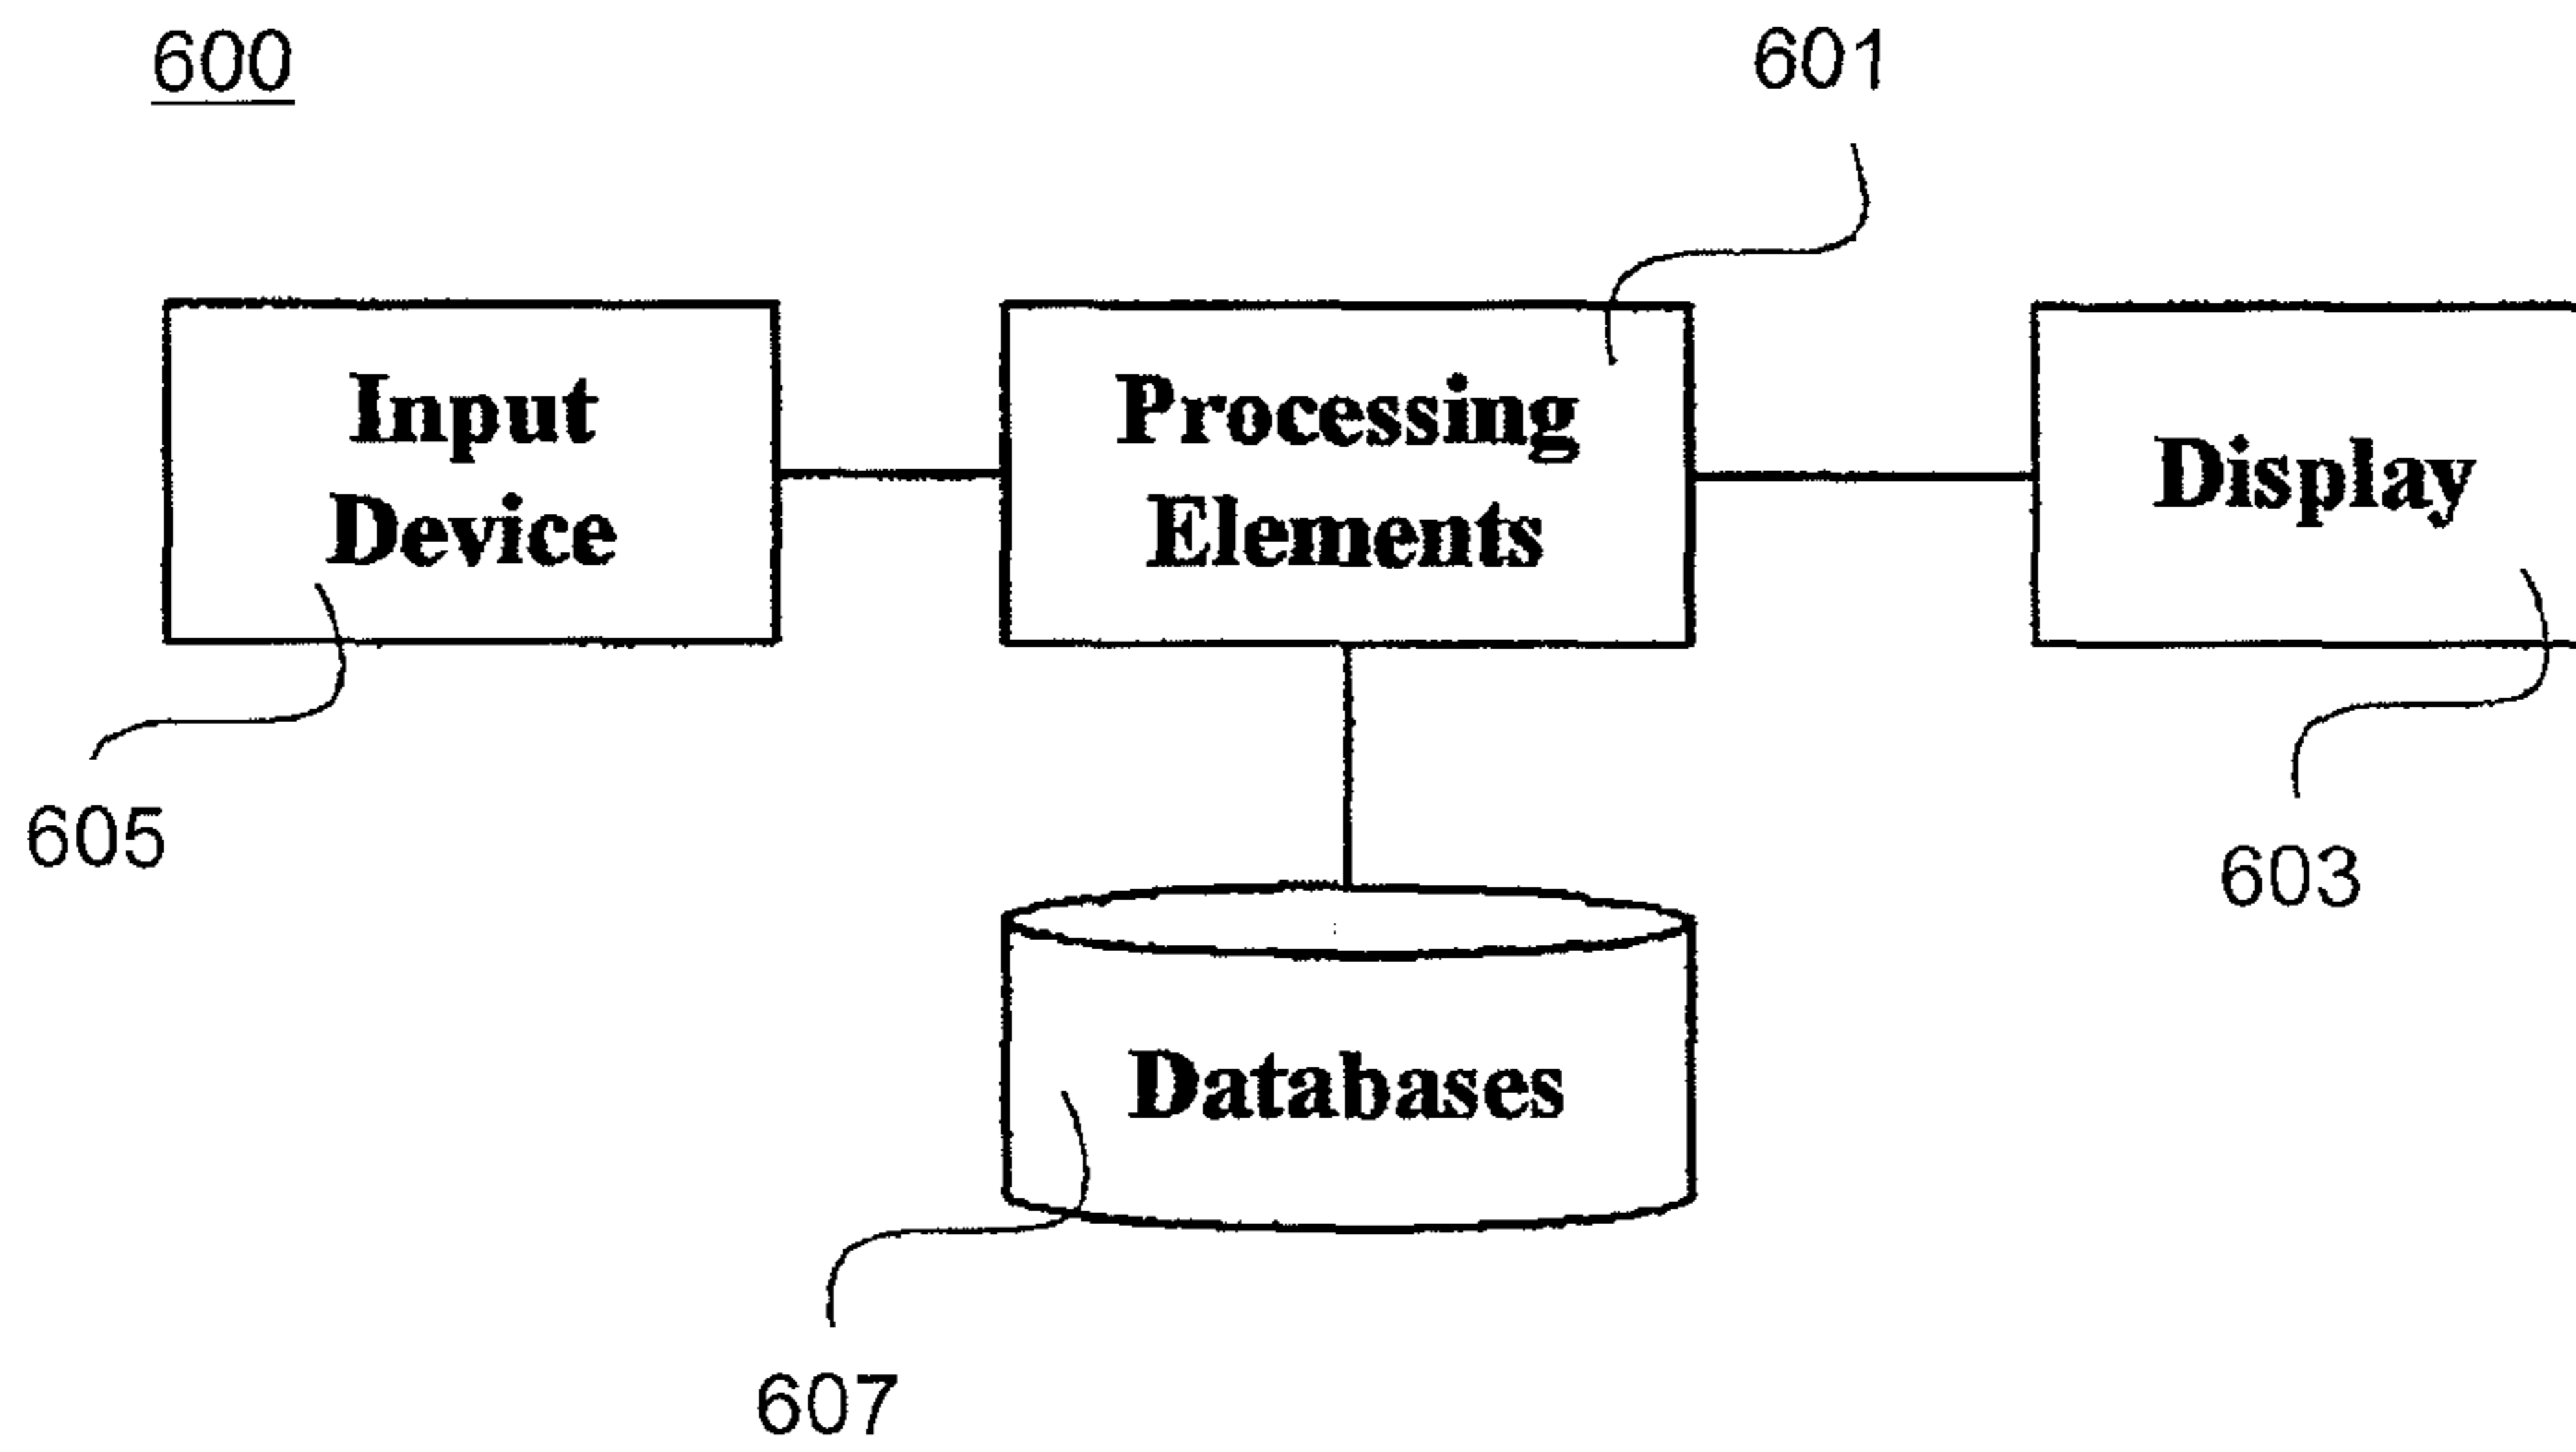 600
601
Input
Device
Processing
Elements
Display
605
603
Databases
607